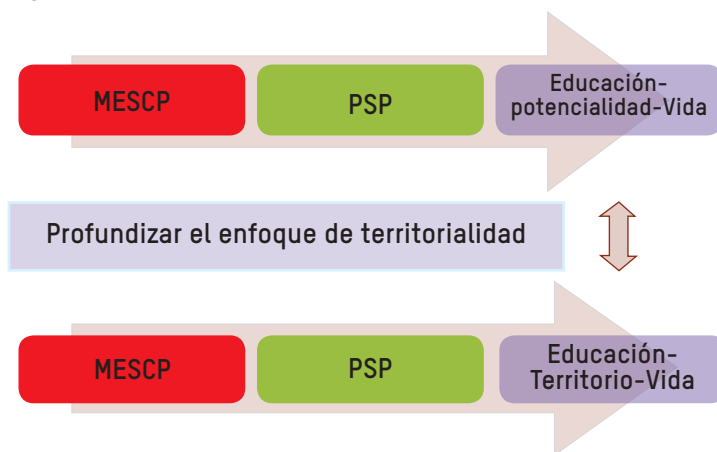 MESCP
PSP
Educación-
potencialidad-Vida
Profundizar el enfoque de territorialidad
MESCP
PSP
Educación-
Territorio-Vida